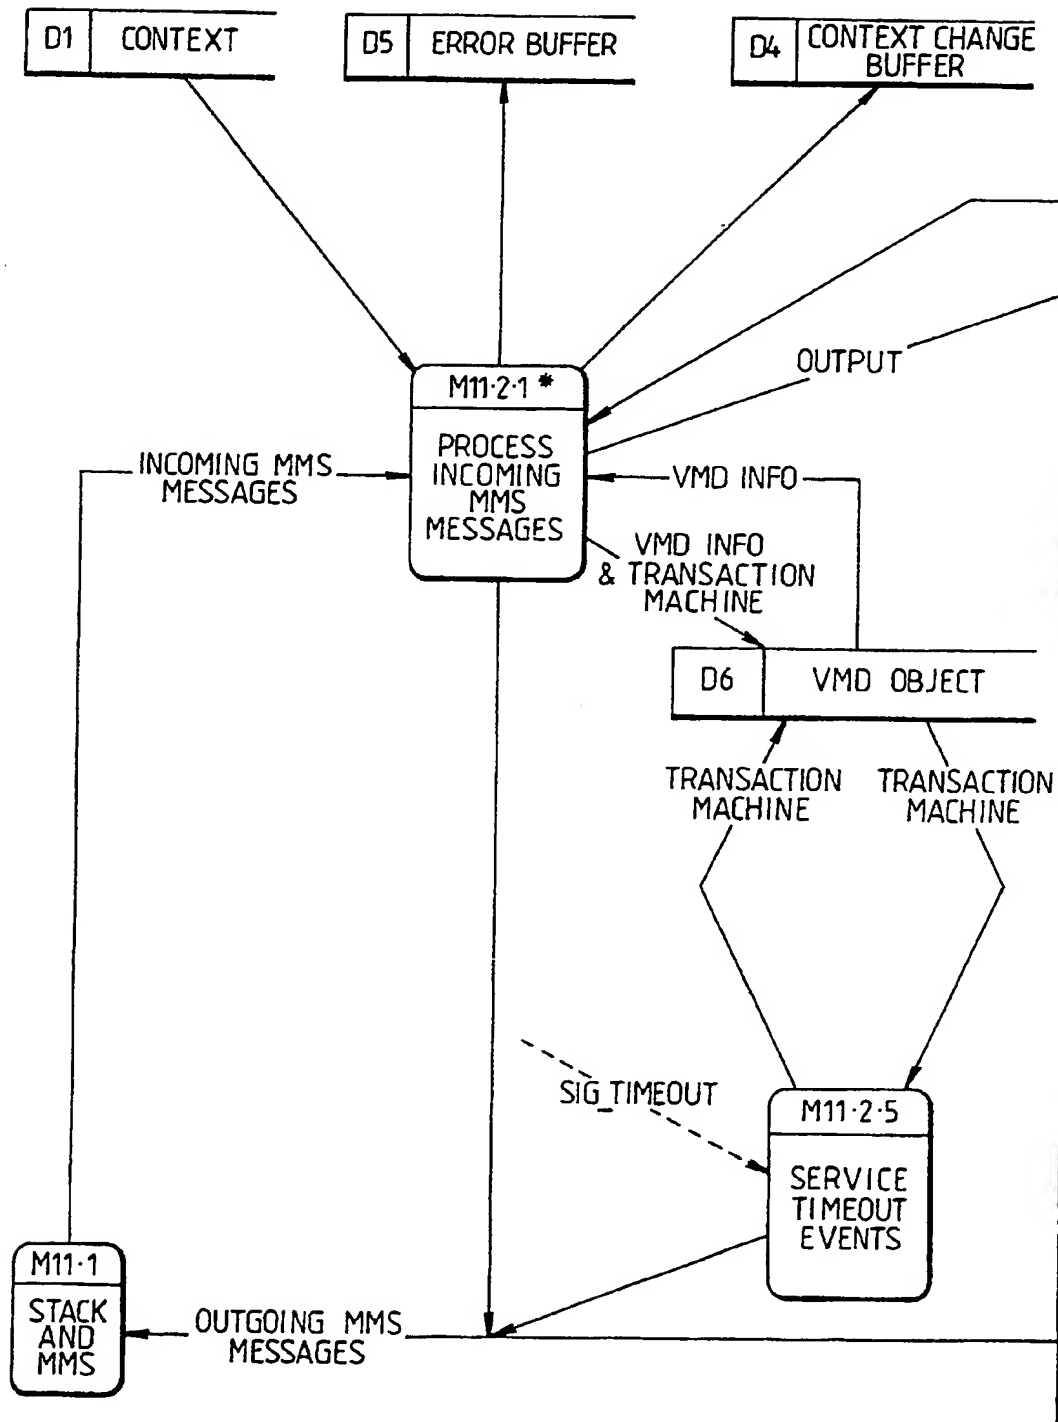 D1 CONTEXT
D5 ERROR BUFFER
D4 CONTEXT CHANGE
BUFFER
OUTPUT
M11·2·1 *
PROCESS
INCOMING
MMS
MESSAGES
INCOMING MMS
MESSAGES
VMD INFO
VMD INFO
& TRANSACTION
MACHINE
D6 VMD OBJECT
TRANSACTION
MACHINE
TRANSACTION
MACHINE
SIG_TIMEOUT
M11·2·5
SERVICE
TIMEOUT
EVENTS
M11·1
STACK
AND
MMS
OUTGOING MMS
MESSAGES